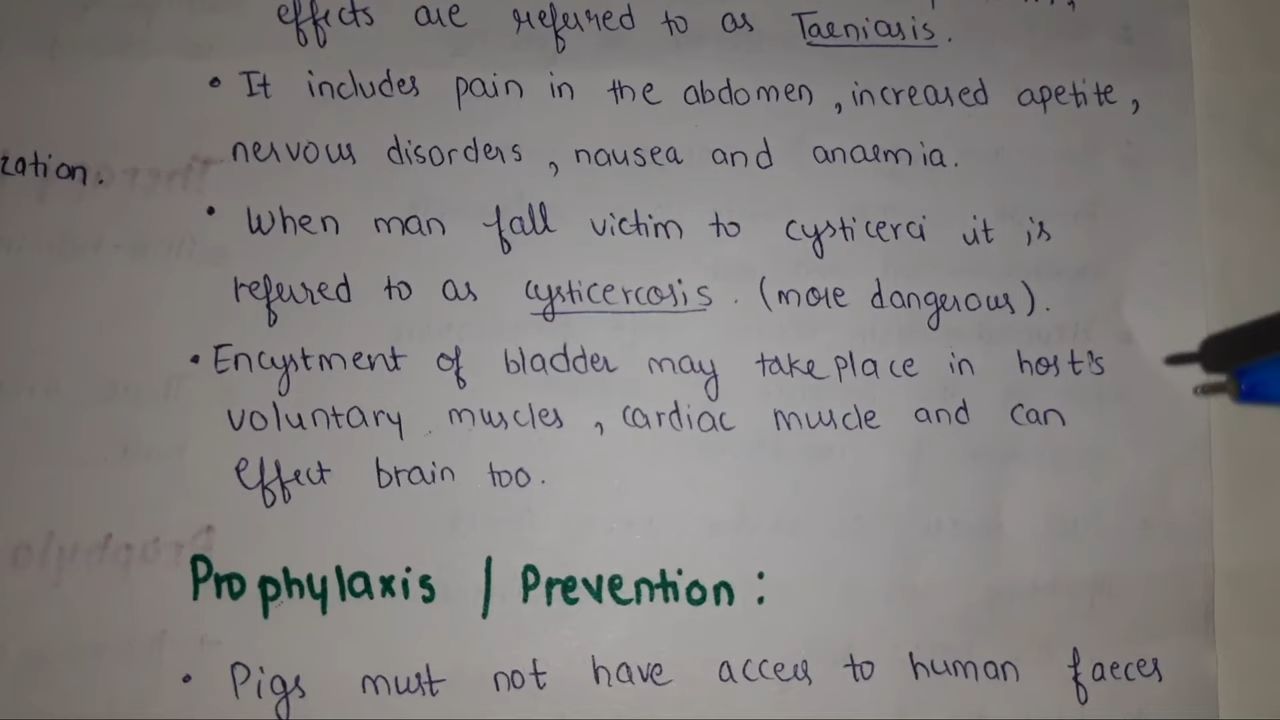 effects are referred to as Taeniasis.
• It includes pain in the abdomen, increased apetite,
nervous disorders, nausea and anaemia.
zation.
• When man fall victim to cysticerci it is
refered to as cysticercosis. (more dangerous).
• Encystment of bladder may take place in host's
voluntary muscles, cardiac muscle and can
effect brain too.
Prophylaxis / Prevention:
• Pigs must not have access to human faeces